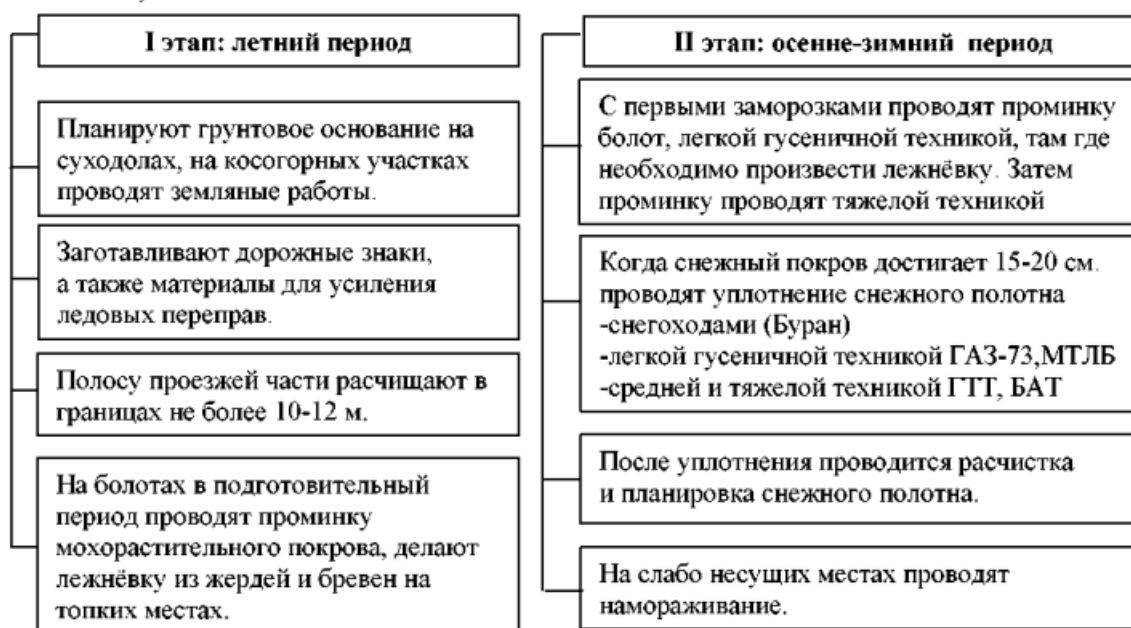 I этап: летний период
Планируют грунтовое основание на
суходолах, на косогорных участках
проводят земляные работы.
Заготавливают дорожные знаки,
а также материалы для усиления
ледовых переправ.
Полосу проезжей части расчищают в
границах не более 10-12 м.
На болотах в подготовительный
период проводят проминку
мохорастительного покрова, делают
лежнёвку из жердей и бревен на
топких местах.
II этап: осенне-зимний период
С первыми заморозками проводят проминку
болот, легкой гусеничной техникой, там где
необходимо произвести лежнёвку. Затем
проминку проводят тяжелой техникой
Когда снежный покров достигает 15-20 см.
проводят уплотнение снежного полотна
-снегоходами (Буран)
-легкой гусеничной техникой ГАЗ-73,МТЛБ
-средней и тяжелой техникой ГТТ, БАТ
После уплотнения проводится расчистка
и планировка снежного полотна.
На слабо несущих местах проводят
намораживание.